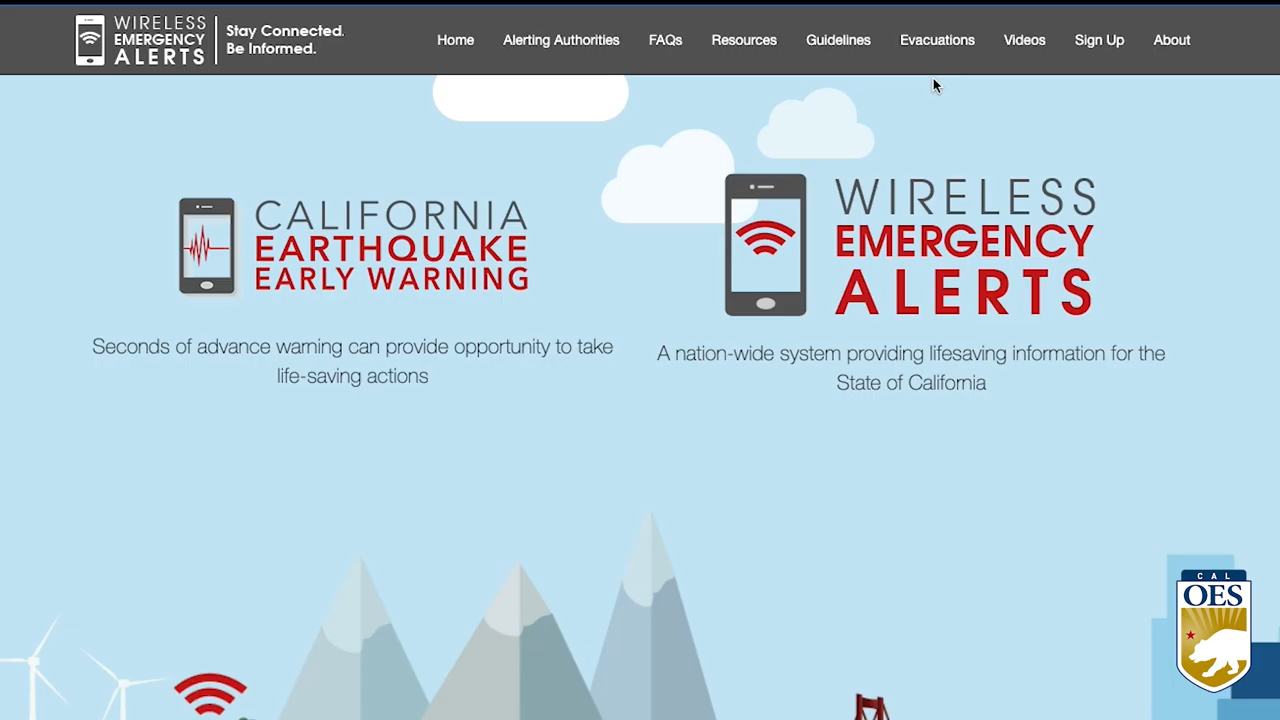 WIRELESS
EMERGENCY
ALERTS
Stay Connected.
Be Informed.
Home Alerting Authorities FAQs Resources Guidelines Evacuations Videos Sign Up About
CALIFORNIA
EARTHQUAKE
EARLY WARNING
Seconds of advance warning can provide opportunity to take
life-saving actions
WIRELESS
EMERGENCY
ALERTS
A nation-wide system providing lifesaving information for the
State of California
CAL
OES